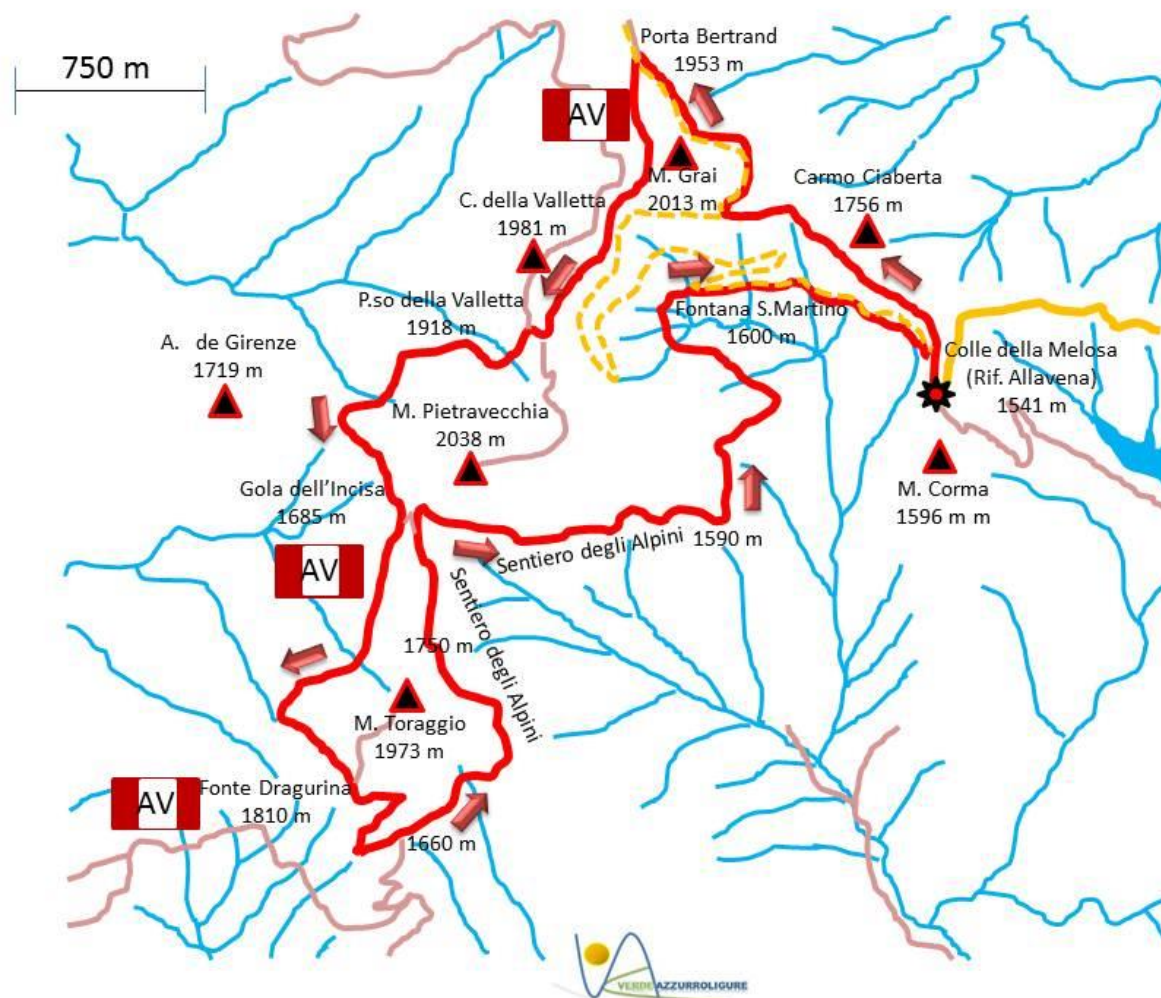 Porta Bertrand
1953 m
750 m
AV
M. Grai
2013 m
Carmo Ciaberta
1756 m
C. della Valletta
1981 m
P.so della Valletta
1918 m
Fontana S.Martino
1600 m
A. de Girenze
1719 m
Colle della Melosa
(Rif. Allavena)
1541 m
M. Pietravecchia
2038 m
Gola dell'Incisa
1685 m
M. Corma
1596 m m
Sentiero degli Alpini
1590 m
AV
Sentiero degli Alpini
1750 m
M. Toraggio
1973 m
AV
Fonte Dragurina
1810 m
1660 m
VERDEAZZURROLIGURE